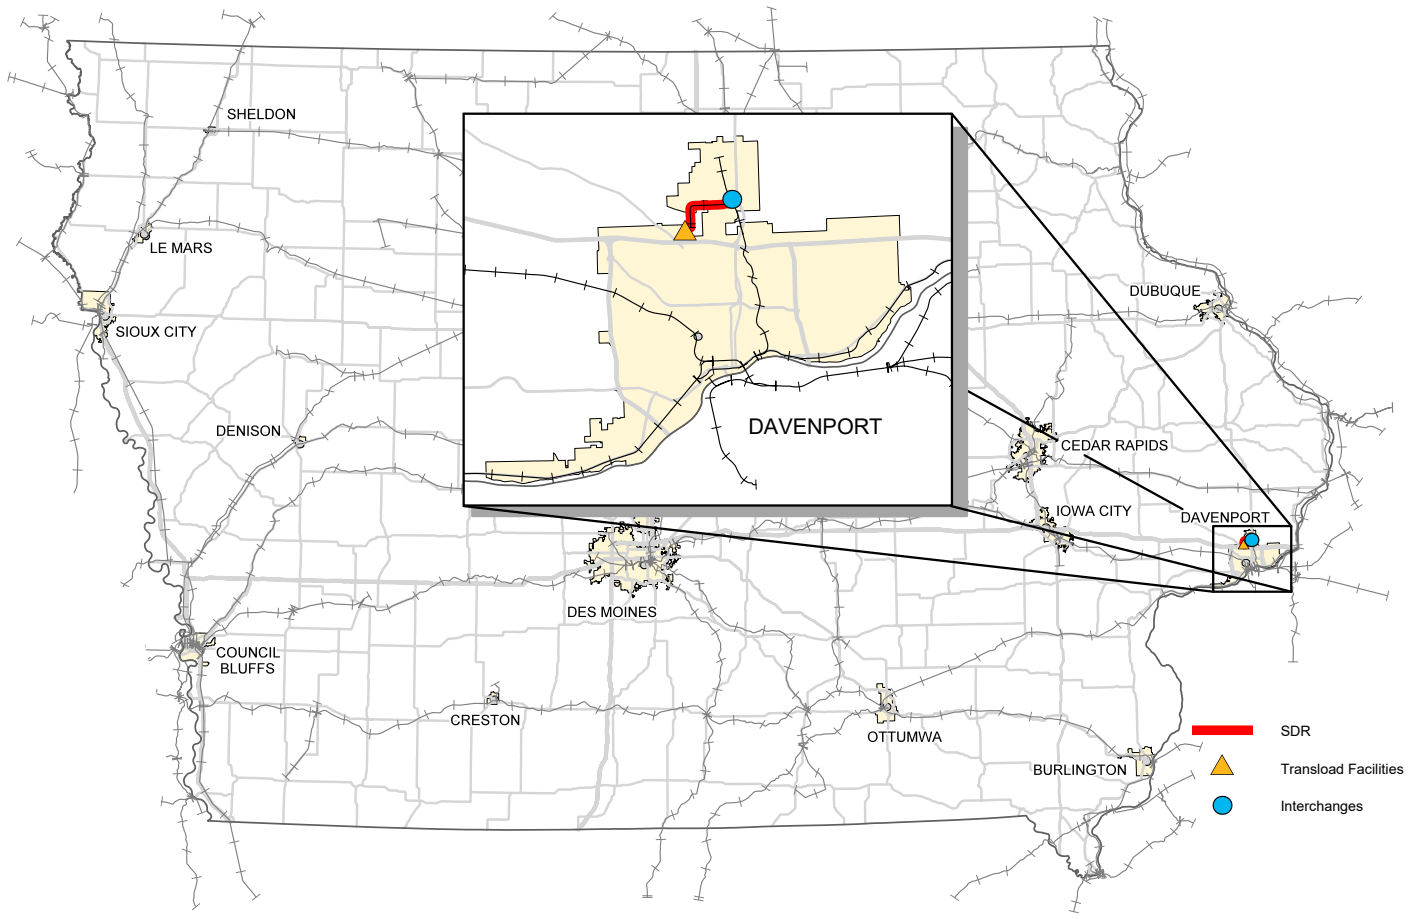 SHELDON
LE MARS
SIOUX CITY
DENISON
DUBUQUE
DAVENPORT
CEDAR RAPIDS
IOWA CITY
DAVENPORT
DES MOINES
COUNCIL
BLUFFS
CRESTON
OTTUMWA
BURLINGTON
SDR
Transload Facilities
Interchanges